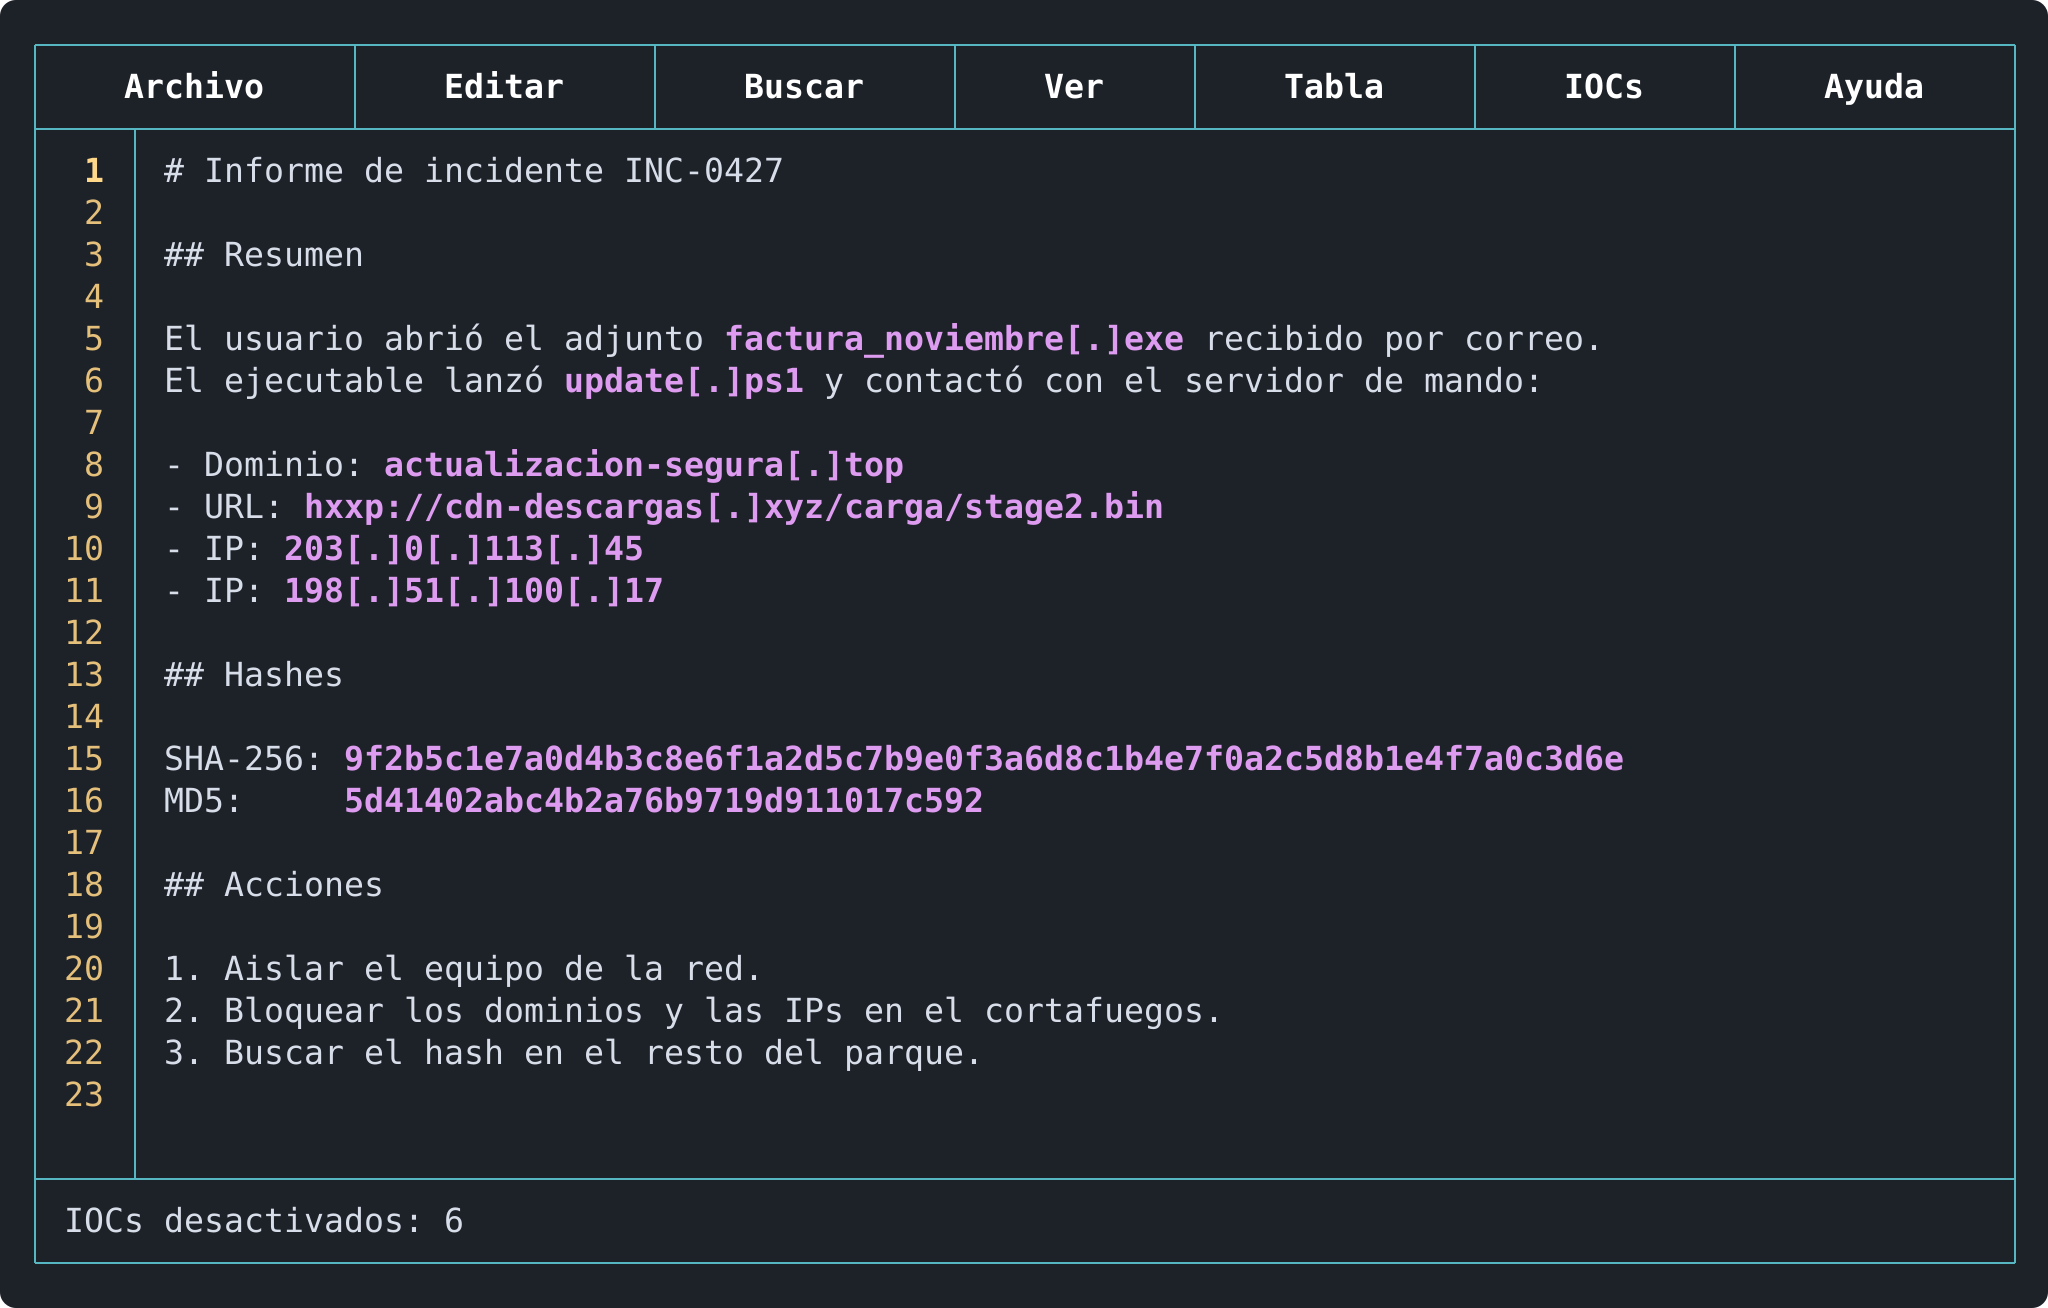 Archivo Editar Buscar Ver Tabla IOCs Ayuda
1 # Informe de incidente INC-0427
2
3 ## Resumen
4
5 El usuario abrió el adjunto factura_noviembre[.]exe recibido por correo.
6 El ejecutable lanzó update[.]ps1 y contactó con el servidor de mando:
7
8 - Dominio: actualizacion-segura[.]top
9 - URL: hxxp://cdn-descargas[.]xyz/carga/stage2.bin
10 - IP: 203[.]0[.]113[.]45
11 - IP: 198[.]51[.]100[.]17
12
13 ## Hashes
14
15 SHA-256: 9f2b5c1e7a0d4b3c8e6f1a2d5c7b9e0f3a6d8c1b4e7f0a2c5d8b1e4f7a0c3d6e
16 MD5:     5d41402abc4b2a76b9719d911017c592
17
18 ## Acciones
19
20 1. Aislar el equipo de la red.
21 2. Bloquear los dominios y las IPs en el cortafuegos.
22 3. Buscar el hash en el resto del parque.
23
IOCs desactivados: 6